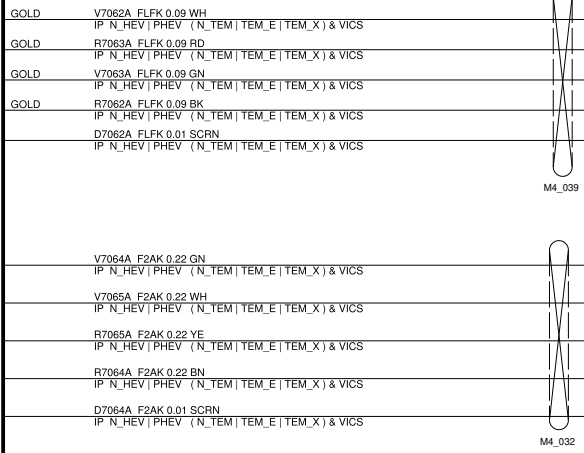 GOLD V7062A FLFK 0.09 WH
IP N_HEV | PHEV ( N_TEM | TEM_E | TEM_X ) & VICS
GOLD R7063A FLFK 0.09 RD
IP N_HEV | PHEV ( N_TEM | TEM_E | TEM_X ) & VICS
GOLD V7063A FLFK 0.09 GN
IP N_HEV | PHEV ( N_TEM | TEM_E | TEM_X ) & VICS
GOLD R7062A FLFK 0.09 BK
IP N_HEV | PHEV ( N_TEM | TEM_E | TEM_X ) & VICS
D7062A FLFK 0.01 SCRN
IP N_HEV | PHEV ( N_TEM | TEM_E | TEM_X ) & VICS
M4_039
V7064A F2AK 0.22 GN
IP N_HEV | PHEV ( N_TEM | TEM_E | TEM_X ) & VICS
V7065A F2AK 0.22 WH
IP N_HEV | PHEV ( N_TEM | TEM_E | TEM_X ) & VICS
R7065A F2AK 0.22 YE
IP N_HEV | PHEV ( N_TEM | TEM_E | TEM_X ) & VICS
R7064A F2AK 0.22 BN
IP N_HEV | PHEV ( N_TEM | TEM_E | TEM_X ) & VICS
D7064A F2AK 0.01 SCRN
IP N_HEV | PHEV ( N_TEM | TEM_E | TEM_X ) & VICS
M4_032